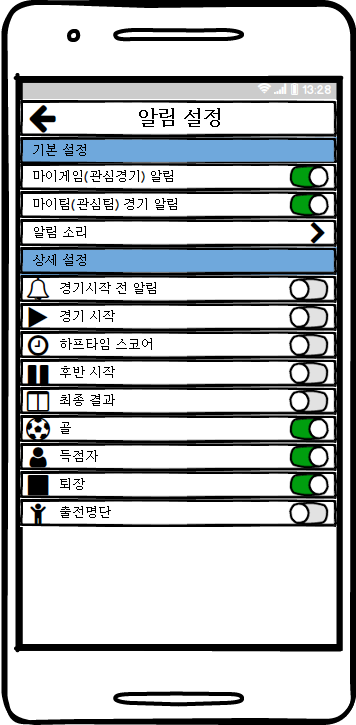 13:28
알림 설정
기본 설정
마이게임(관심경기) 알림
마이팀(관심팀) 경기 알림
알림 소리
상세 설정
경기시작 전 알림
경기 시작
하프타임 스코어
후반 시작
최종 결과
골
득점자
퇴장
출전명단